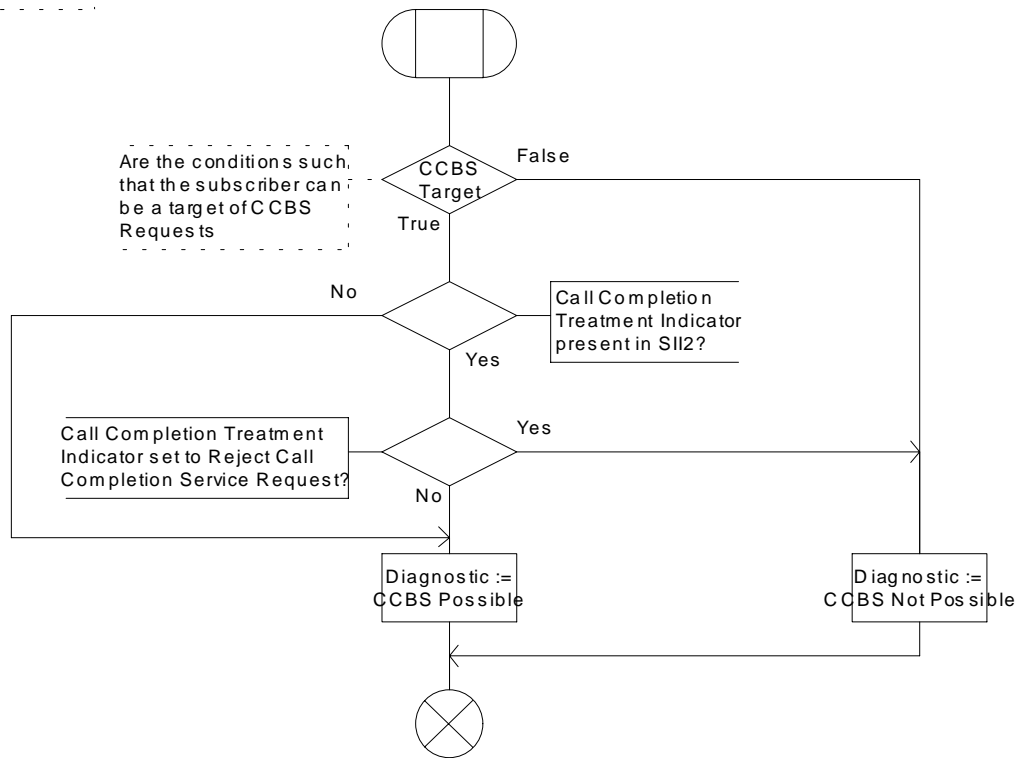 CCBS
Target
False
Are the conditions such
that the subscriber can
be a target of CCBS
Requests
True
No
Call Completion
Treatment Indicator
present in SII2?
Yes
Call Completion Treatment
Indicator set to Reject Call
Completion Service Request?
Yes
No
Diagnostic :=
CCBS Possible
Diagnostic :=
CCBS Not Possible